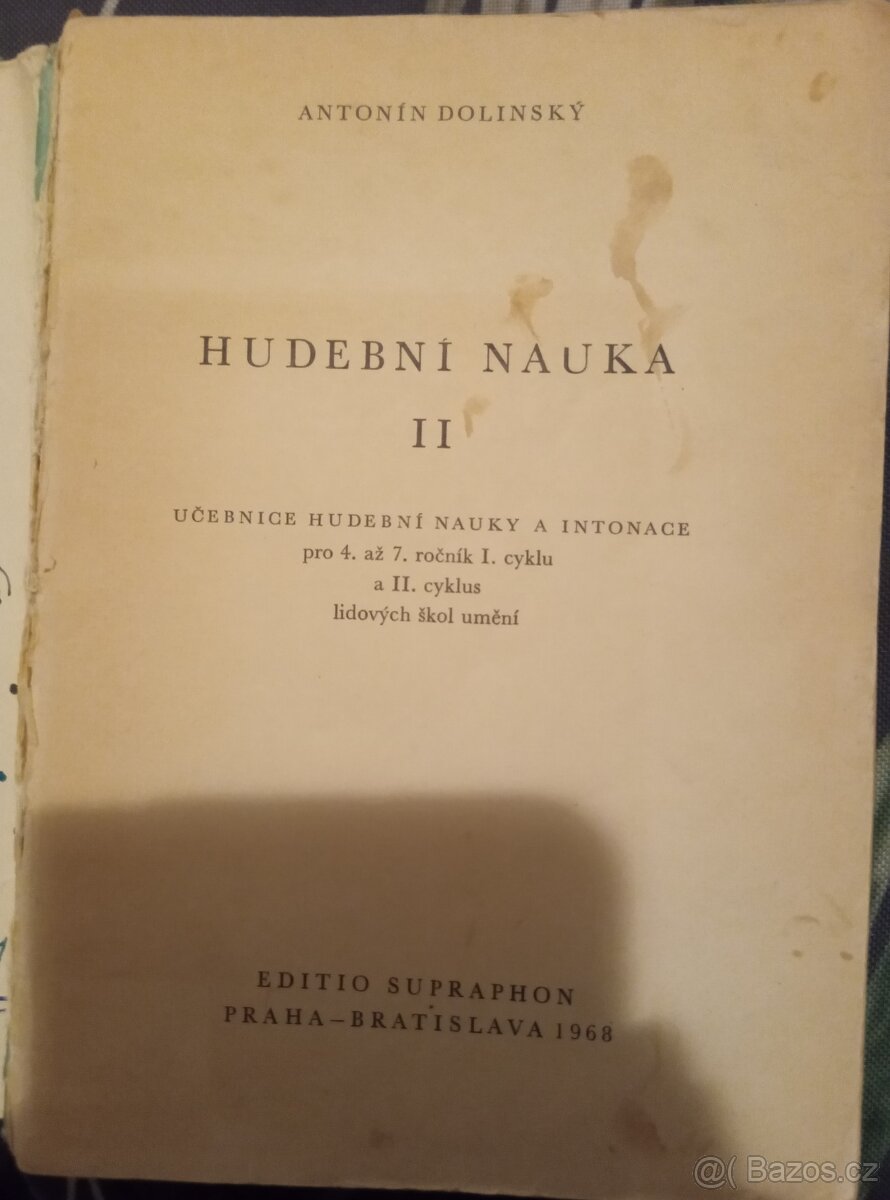 ANTONÍN DOLINSKÝ
HUDEBNÍ NAUKA
II
UČEBNICE HUDEBNÍ NAUKY A INTONACE
pro 4. až 7. ročník I. cyklu
a II. cyklus
lidových škol umění
EDITIO SUPRAPHON
PRAHA–BRATISLAVA 1968
@( Bazos.cz